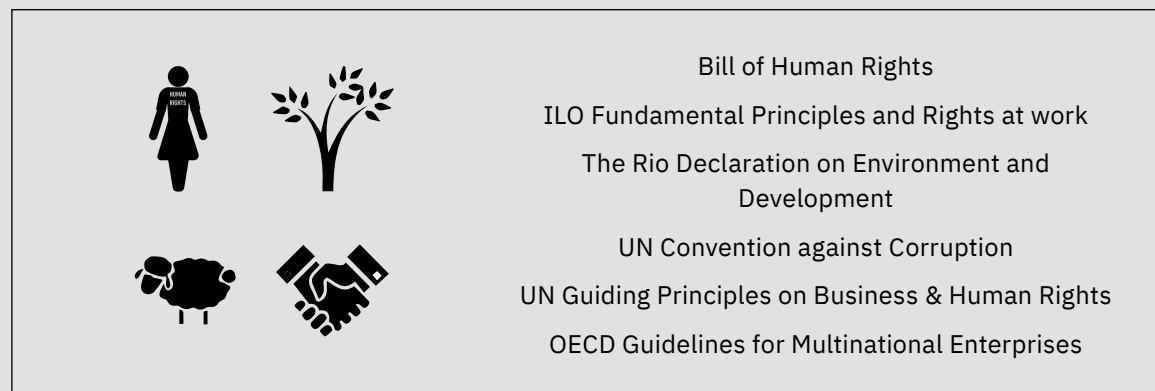 HUMAN
RIGHTS
Bill of Human Rights
ILO Fundamental Principles and Rights at work
The Rio Declaration on Environment and
Development
UN Convention against Corruption
UN Guiding Principles on Business & Human Rights
OECD Guidelines for Multinational Enterprises